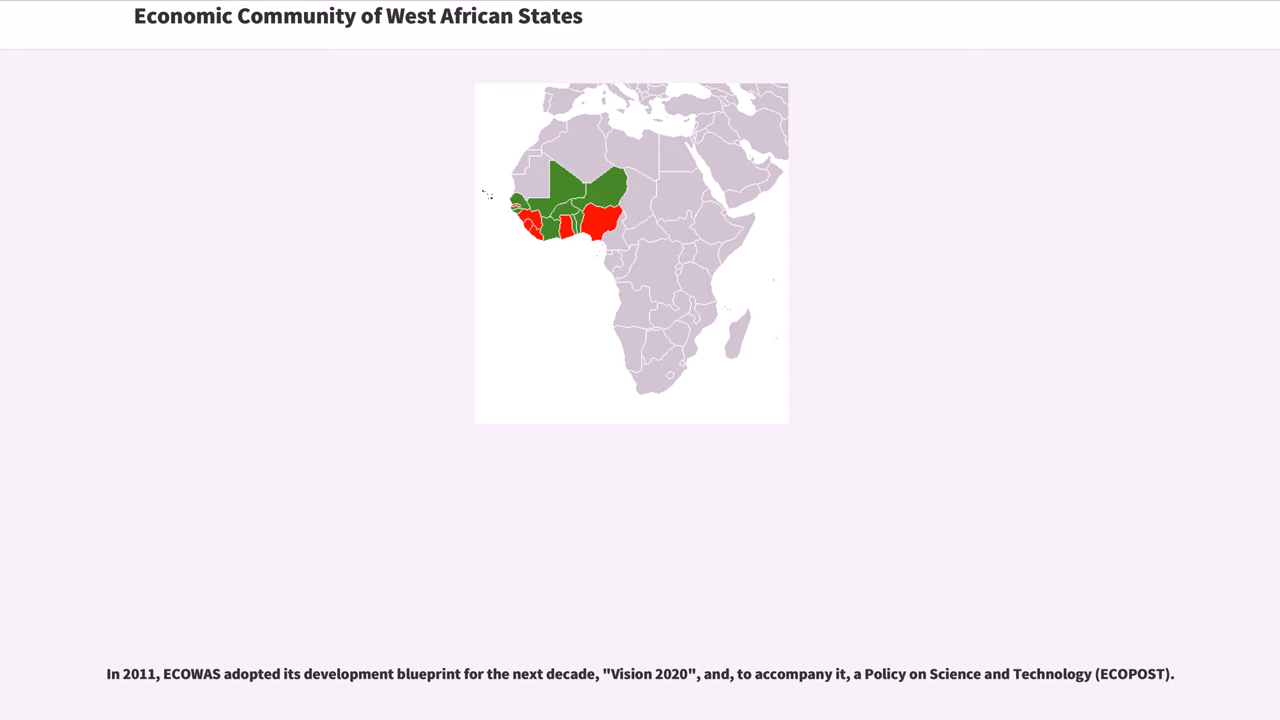 Economic Community of West African States
In 2011, ECOWAS adopted its development blueprint for the next decade, "Vision 2020", and, to accompany it, a Policy on Science and Technology (ECOPOST).